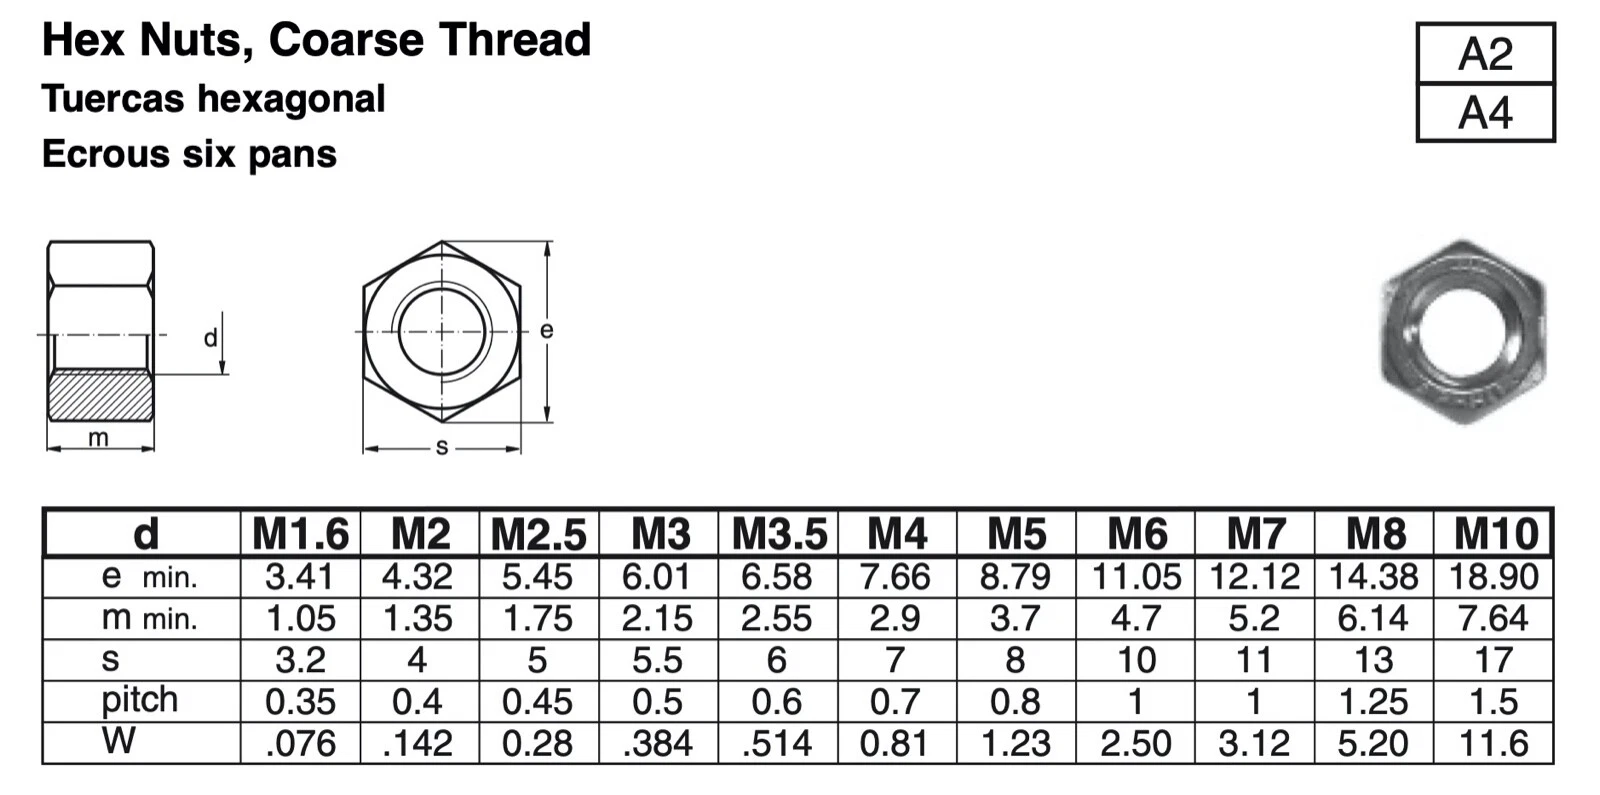 Hex Nuts, Coarse Thread
Tuercas hexagonal
Ecrous six pans
A2
A4
d
m
e
s
d M1.6 M2 M2.5 M3 M3.5 M4 M5 M6 M7 M8 M10
e min. 3.41 4.32 5.45 6.01 6.58 7.66 8.79 11.05 12.12 14.38 18.90
m min. 1.05 1.35 1.75 2.15 2.55 2.9 3.7 4.7 5.2 6.14 7.64
s 3.2 4 5 5.5 6 7 8 10 11 13 17
pitch 0.35 0.4 0.45 0.5 0.6 0.7 0.8 1 1 1.25 1.5
W .076 .142 0.28 .384 .514 0.81 1.23 2.50 3.12 5.20 11.6